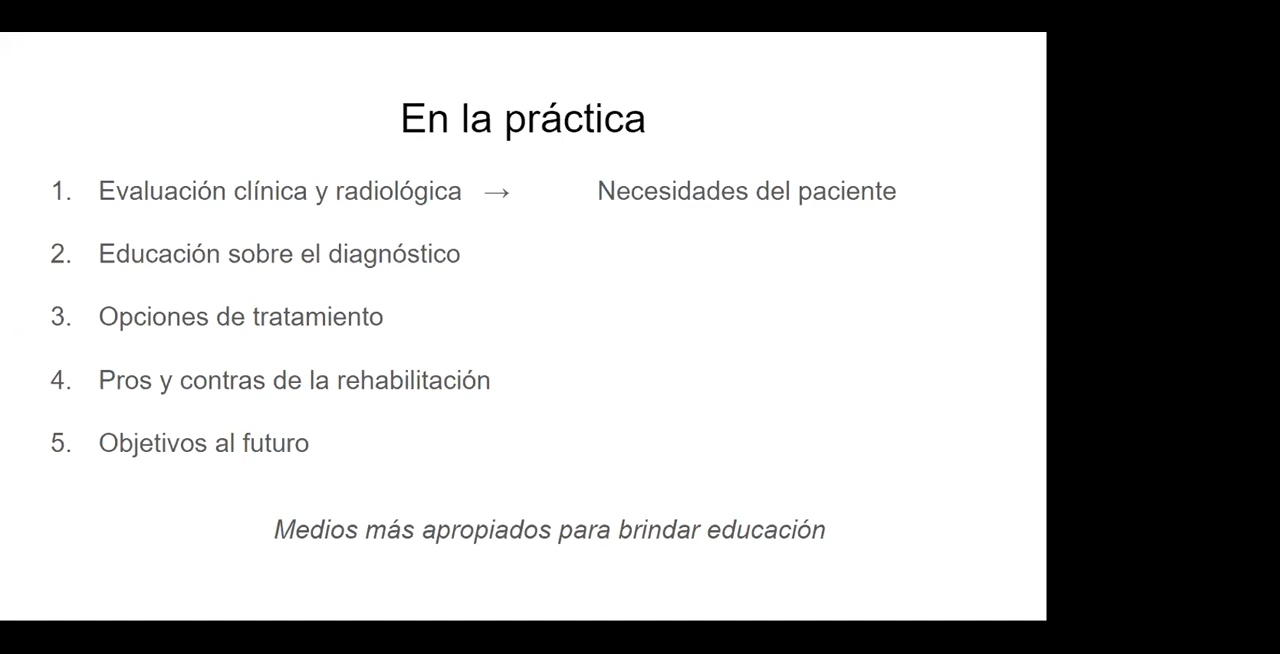 En la práctica
1. Evaluación clínica y radiológica → Necesidades del paciente
2. Educación sobre el diagnóstico
3. Opciones de tratamiento
4. Pros y contras de la rehabilitación
5. Objetivos al futuro
Medios más apropiados para brindar educación